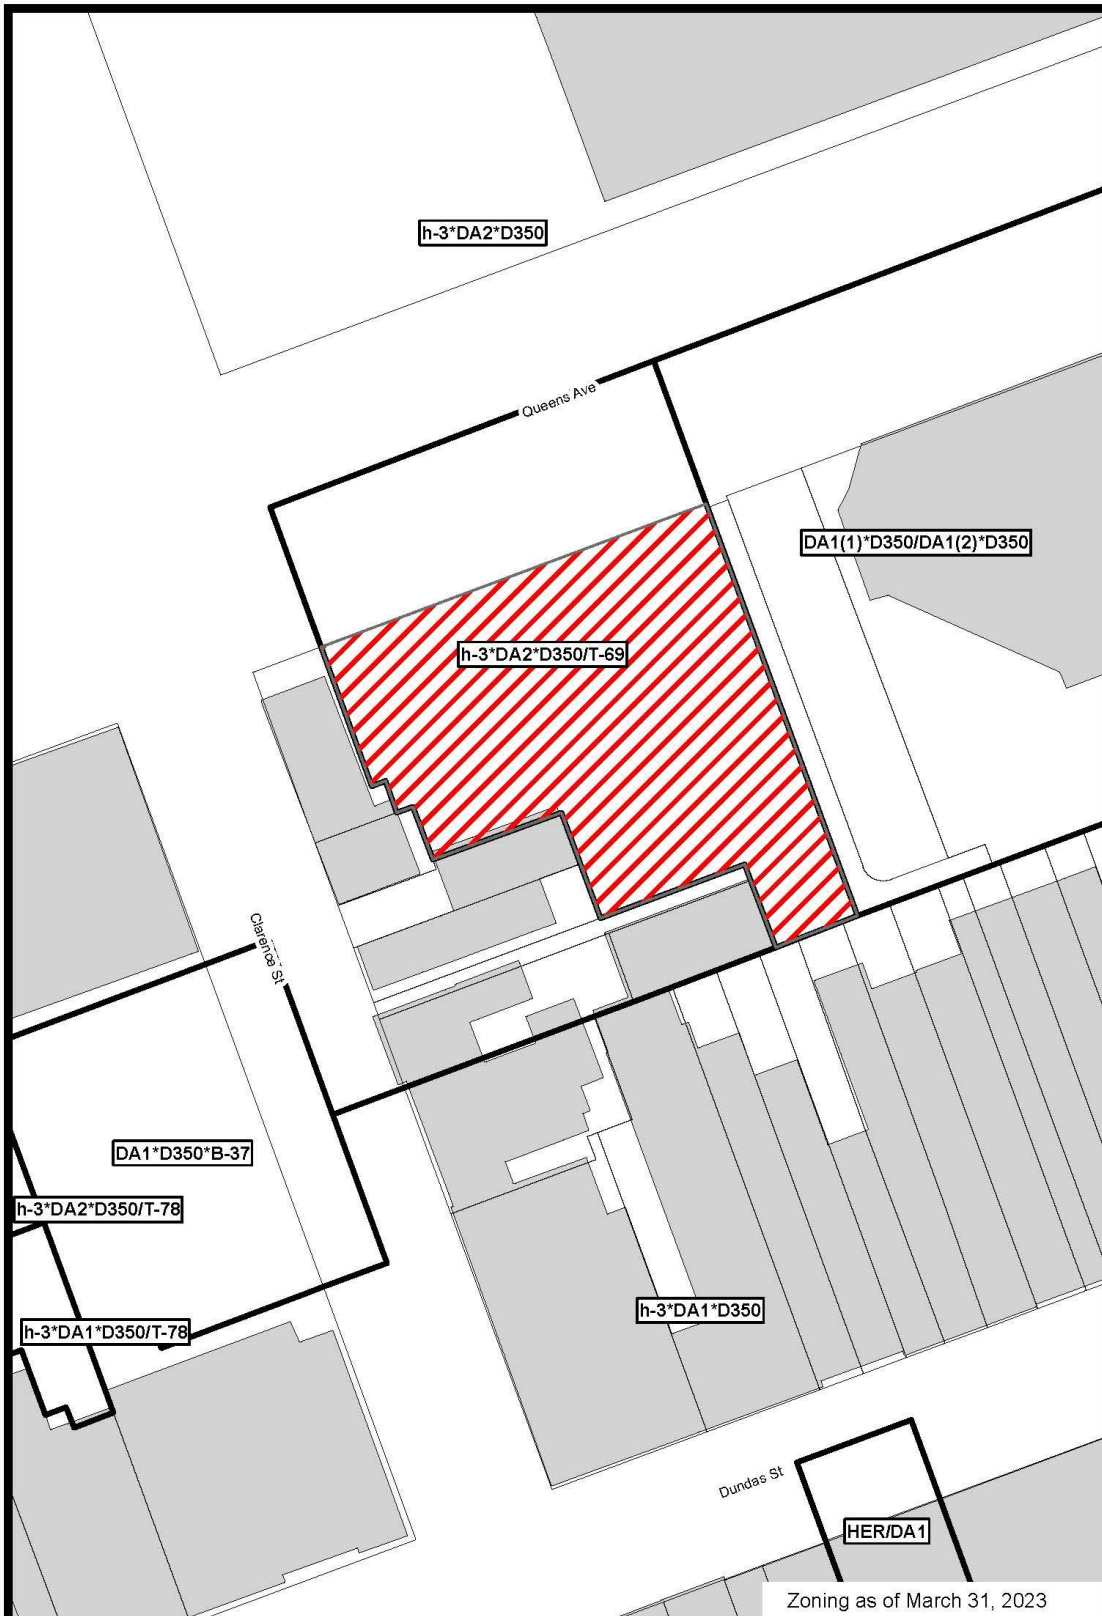 h-3*DA2*D350
Queens Ave
DA1(1)*D350/DA1(2)*D350
h-3*DA2*D350/T-69
Clarence St
DA1*D350*B-37
h-3*DA2*D350/T-78
h-3*DA1*D350
h-3*DA1*D350/T-78
Dundas St
HER/DA1
Zoning as of March 31, 2023